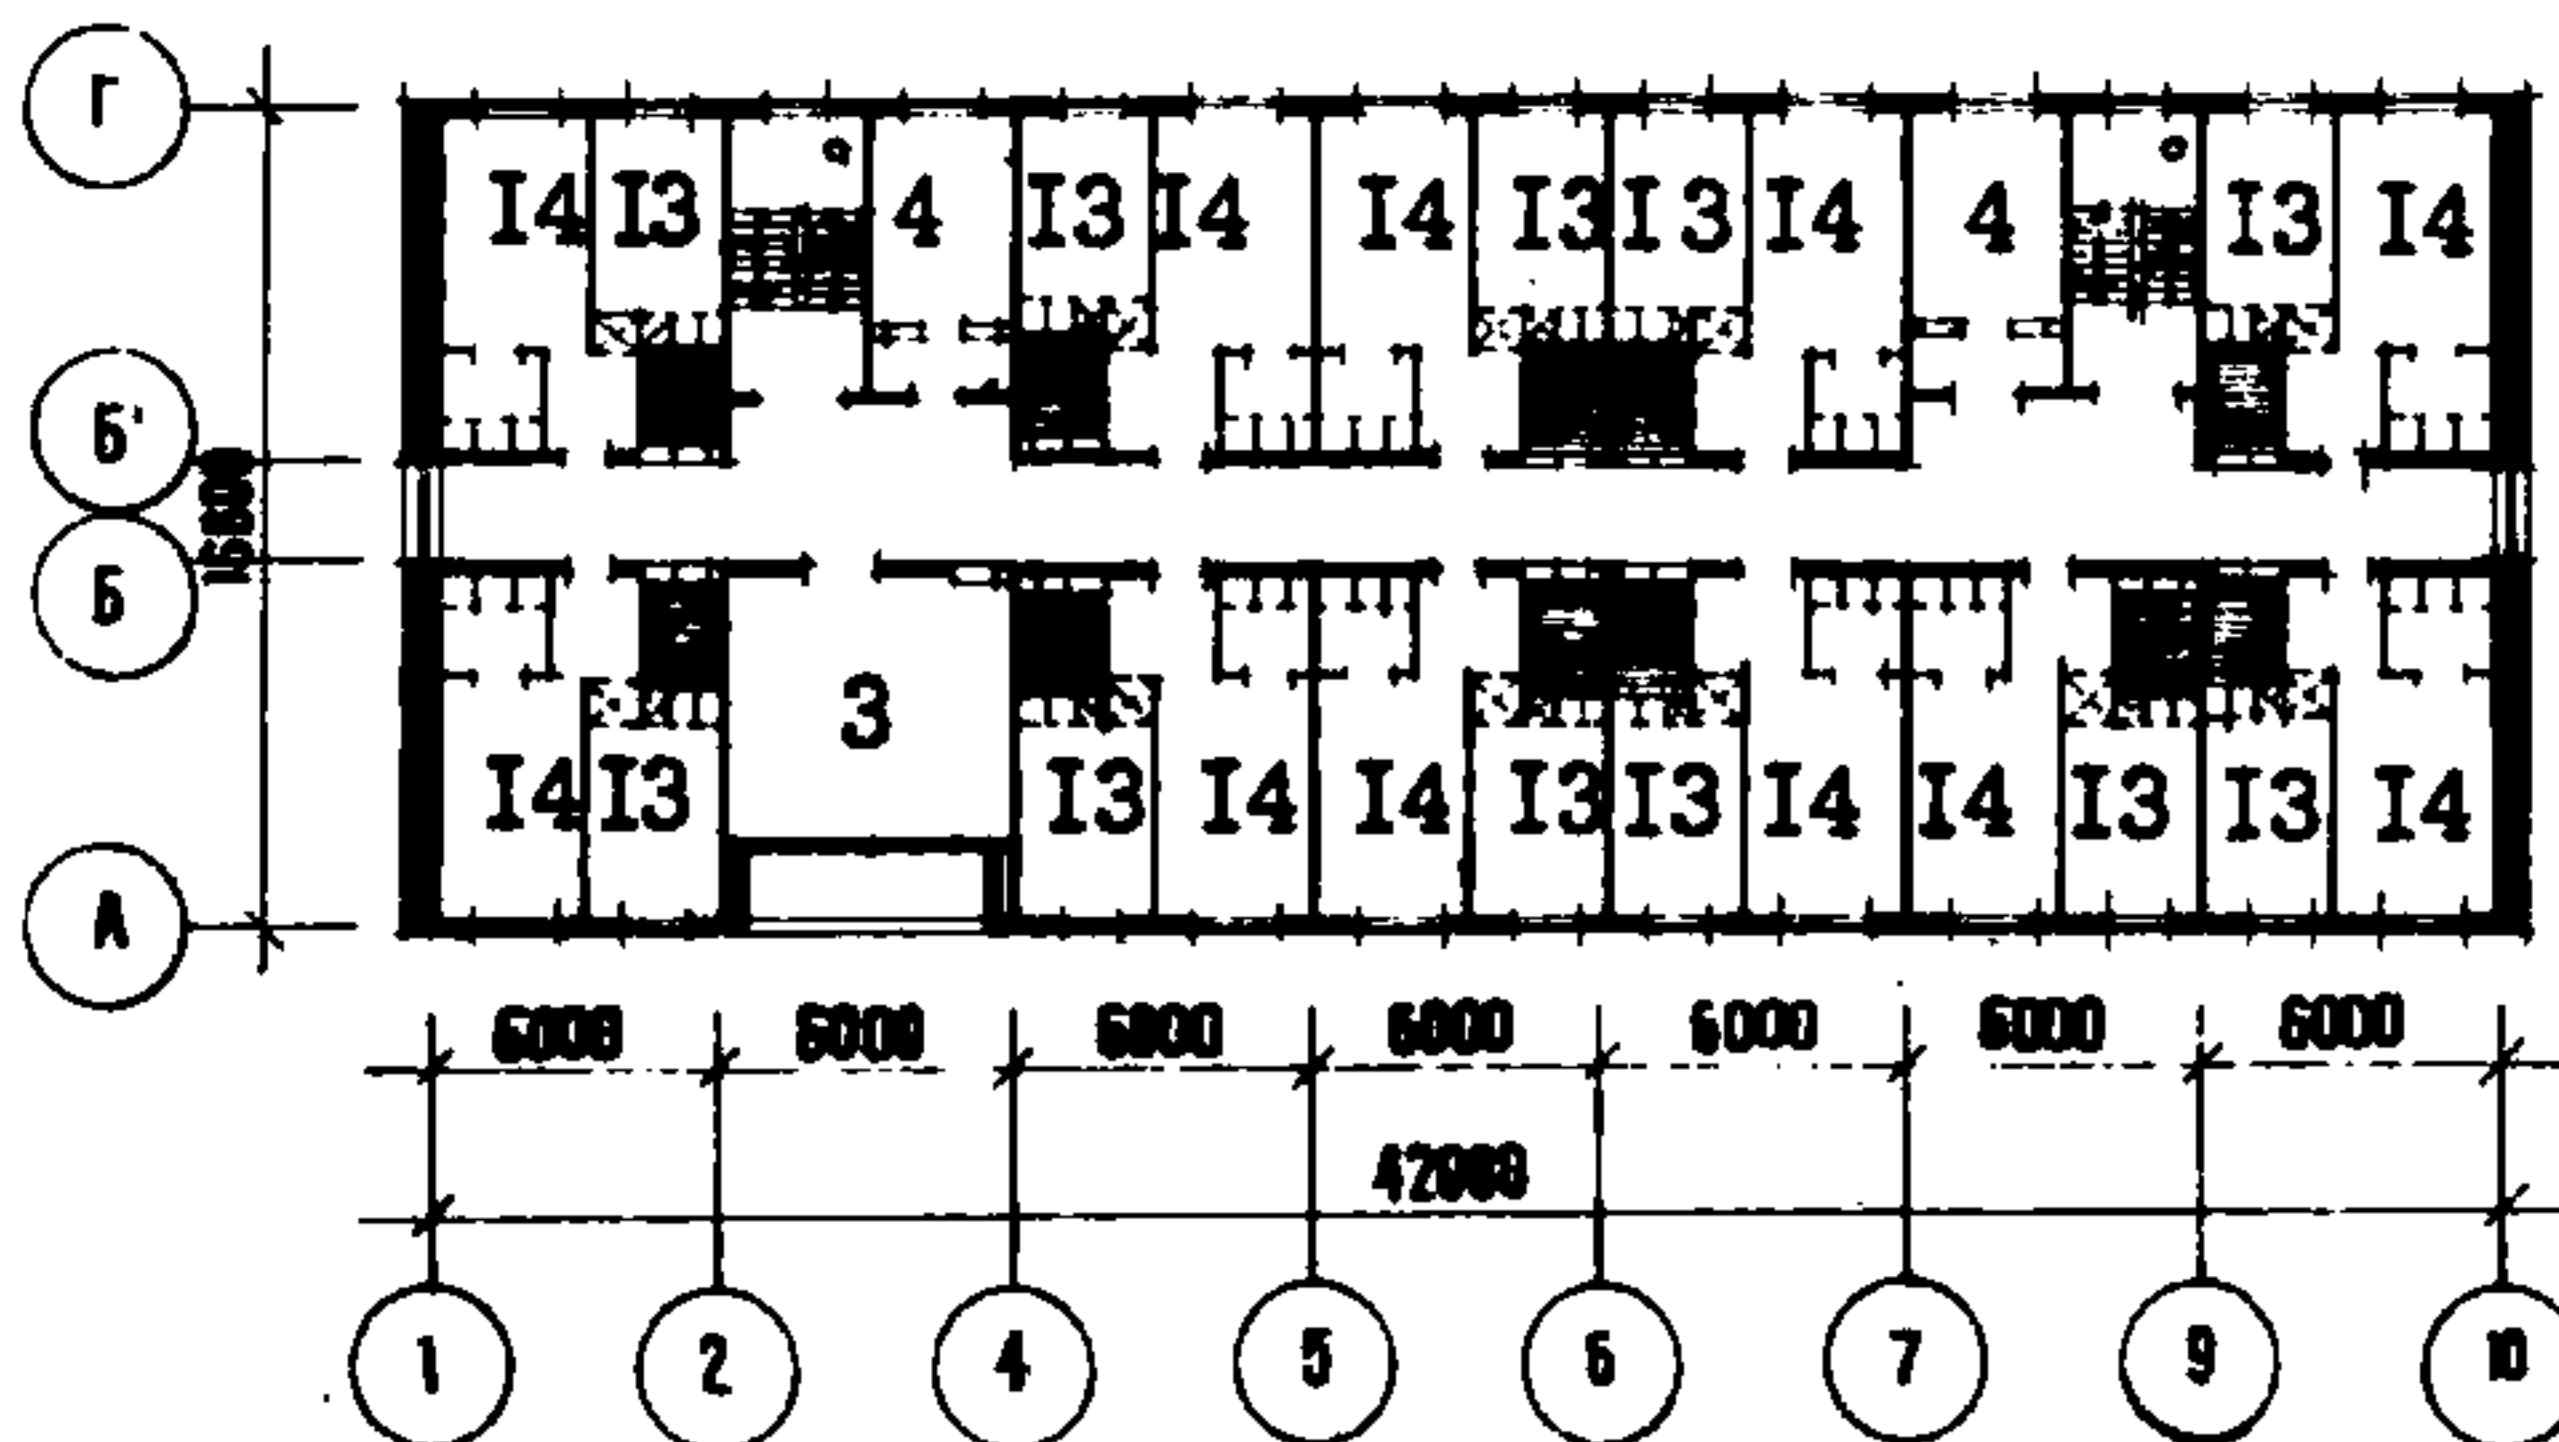 Г
I4 I3 4 I3 I4 I4 I3 I3 I4 4 I3 I4
Б'
16800
Б
3
I4 I3 I3 I4 I4 I3 I3 I4 I4 I3 I3 I4
А
6000 6000 6000 6000 6000 6000 6000
42000
1 2 4 5 6 7 9 10